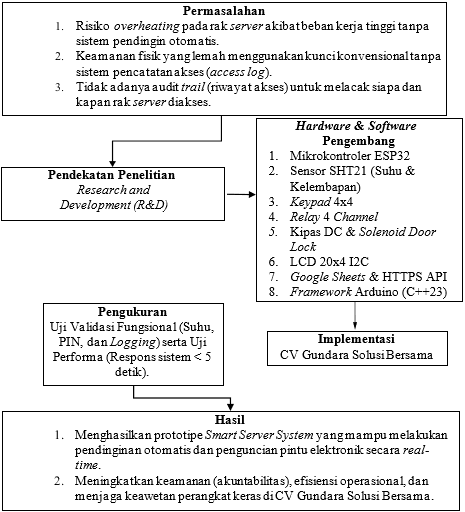 Permasalahan
1. Risiko overheating pada rak server akibat beban kerja tinggi tanpa
sistem pendingin otomatis.
2. Keamanan fisik yang lemah menggunakan kunci konvensional tanpa
sistem pencatatan akses (access log).
3. Tidak adanya audit trail (riwayat akses) untuk melacak siapa dan
kapan rak server diakses.
Pendekatan Penelitian
Research and
Development (R&D)
Hardware & Software
Pengembang
1. Mikrokontroler ESP32
2. Sensor SHT21 (Suhu &
Kelembapan)
3. Keypad 4x4
4. Relay 4 Channel
5. Kipas DC & Solenoid Door
Lock
6. LCD 20x4 I2C
7. Google Sheets & HTTPS API
8. Framework Arduino (C++23)
Pengukuran
Uji Validasi Fungsional (Suhu,
PIN, dan Logging) serta Uji
Performa (Respons sistem < 5
detik).
Implementasi
CV Gundara Solusi Bersama
Hasil
1. Menghasilkan prototipe Smart Server System yang mampu melakukan
pendinginan otomatis dan penguncian pintu elektronik secara real-
time.
2. Meningkatkan keamanan (akuntabilitas), efisiensi operasional, dan
menjaga keawetan perangkat keras di CV Gundara Solusi Bersama.